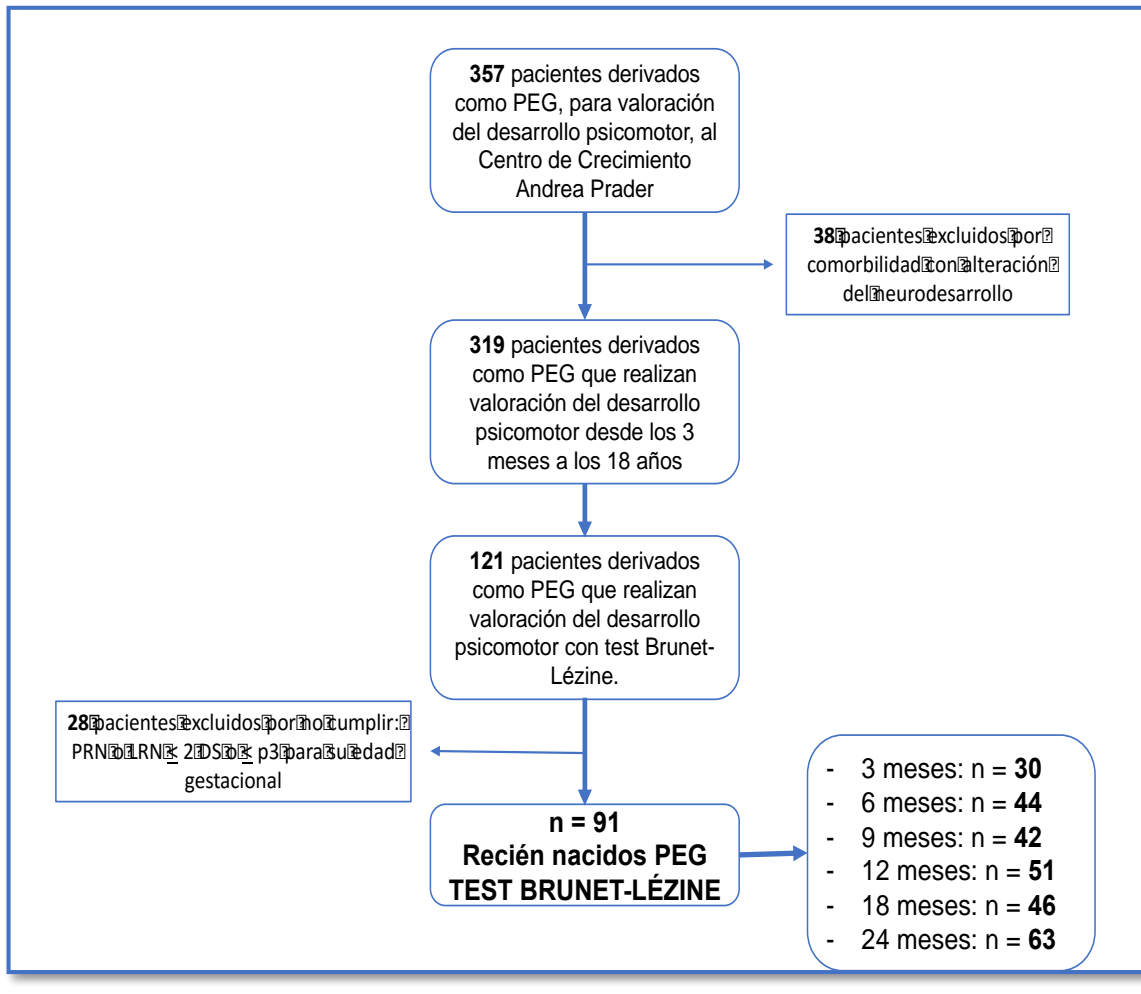 357 pacientes derivados
como PEG, para valoración
del desarrollo psicomotor, al
Centro de Crecimiento
Andrea Prader
38 pacientes excluidos por
comorbilidad con alteración
del neurodesarrollo
319 pacientes derivados
como PEG que realizan
valoración del desarrollo
psicomotor desde los 3
meses a los 18 años
121 pacientes derivados
como PEG que realizan
valoración del desarrollo
psicomotor con test Brunet-
Lézine.
28 pacientes excluidos por no cumplir:
PRN o LRN ≤ 2 DS o ≤ p3 para su edad
gestacional
n = 91
Recién nacidos PEG
TEST BRUNET-LÉZINE
- 3 meses: n = 30
- 6 meses: n = 44
- 9 meses: n = 42
- 12 meses: n = 51
- 18 meses: n = 46
- 24 meses: n = 63